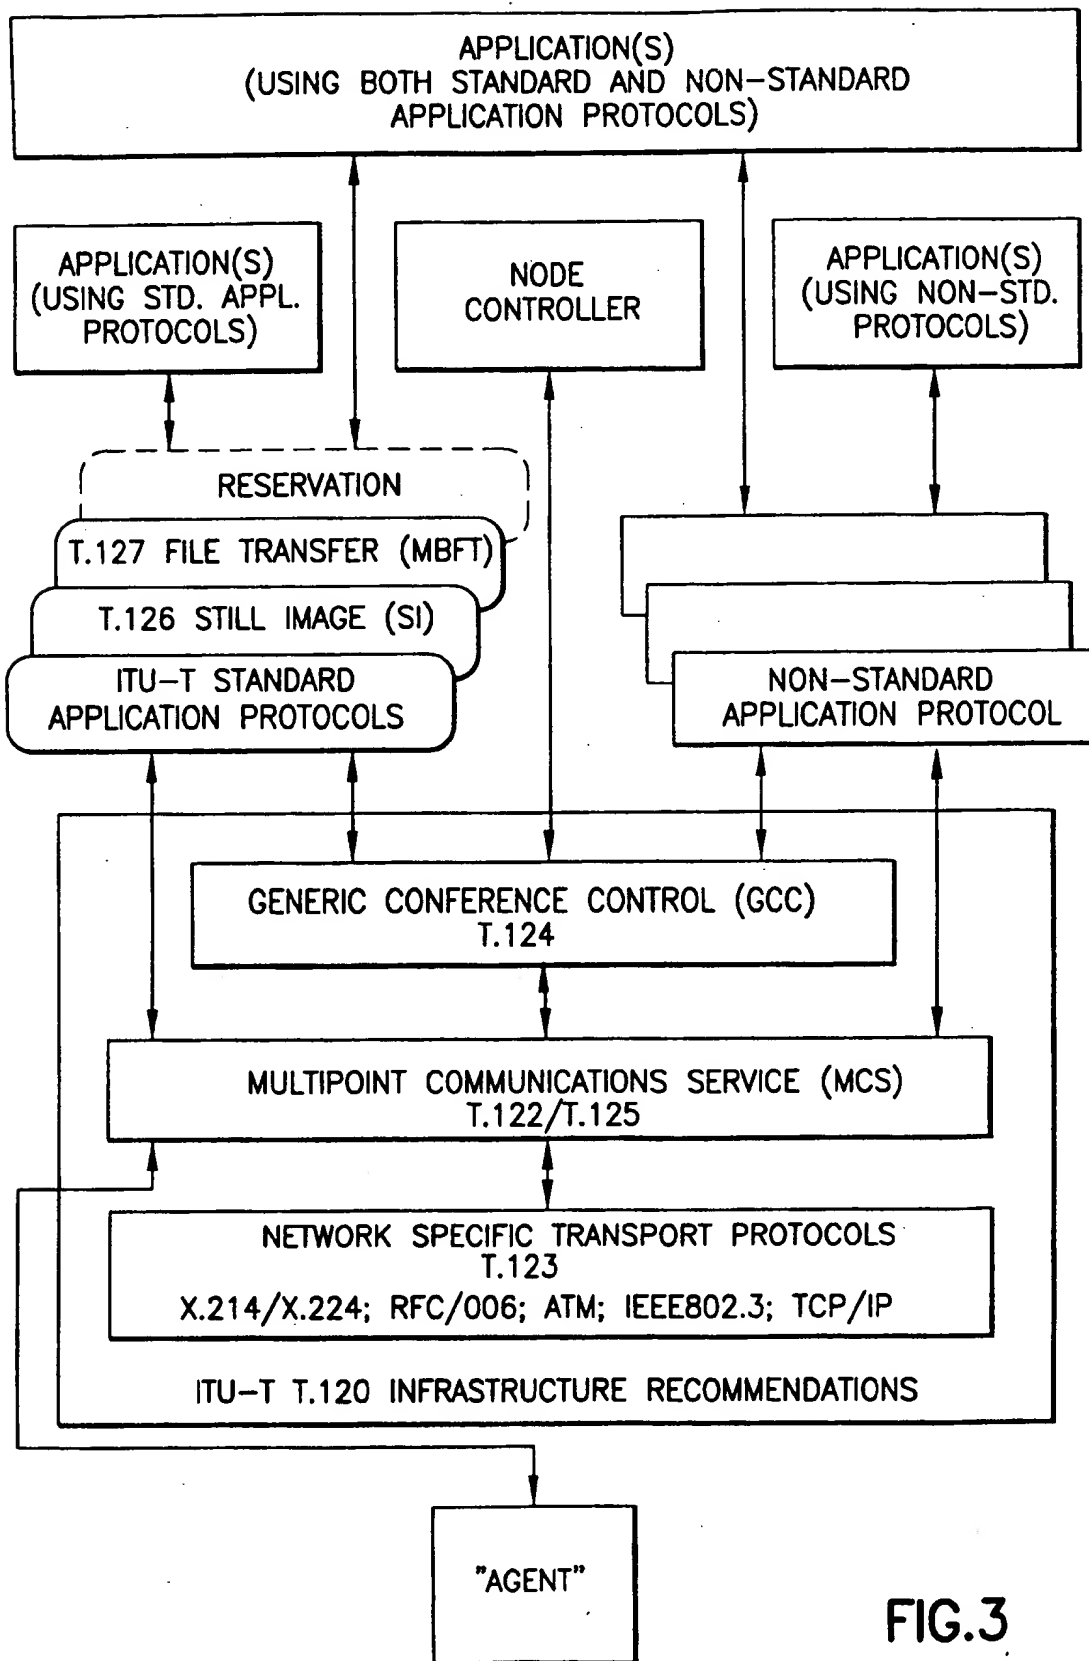 APPLICATION(S)
(USING BOTH STANDARD AND NON-STANDARD
APPLICATION PROTOCOLS)
APPLICATION(S)
(USING STD. APPL.
PROTOCOLS)
NODE
CONTROLLER
APPLICATION(S)
(USING NON-STD.
PROTOCOLS)
RESERVATION
T.127 FILE TRANSFER (MBFT)
T.126 STILL IMAGE (SI)
ITU-T STANDARD
APPLICATION PROTOCOLS
NON-STANDARD
APPLICATION PROTOCOL
GENERIC CONFERENCE CONTROL (GCC)
T.124
MULTIPOINT COMMUNICATIONS SERVICE (MCS)
T.122/T.125
NETWORK SPECIFIC TRANSPORT PROTOCOLS
T.123
X.214/X.224; RFC/006; ATM; IEEE802.3; TCP/IP
ITU-T T.120 INFRASTRUCTURE RECOMMENDATIONS
"AGENT"
FIG.3